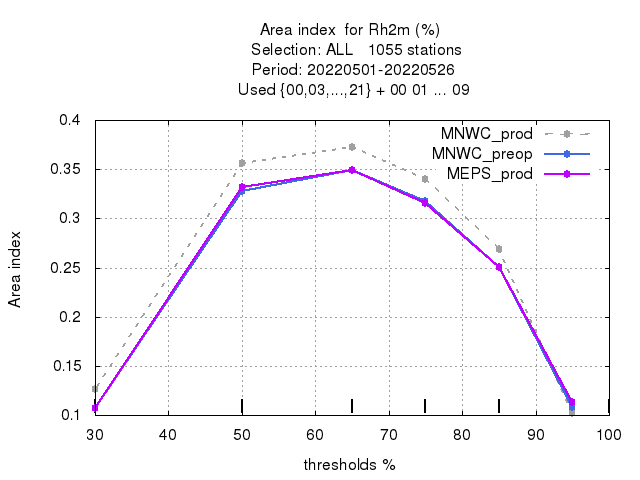 Area index for Rh2m (%)
Selection: ALL 1055 stations
Period: 20220501-20220526
Used {00,03,...,21} + 00 01 ... 09
0.4
0.35
0.3
0.25
0.2
0.15
0.1
Area index
MNWC_prod
MNWC_preop
MEPS_prod
30 40 50 60 70 80 90 100
thresholds %